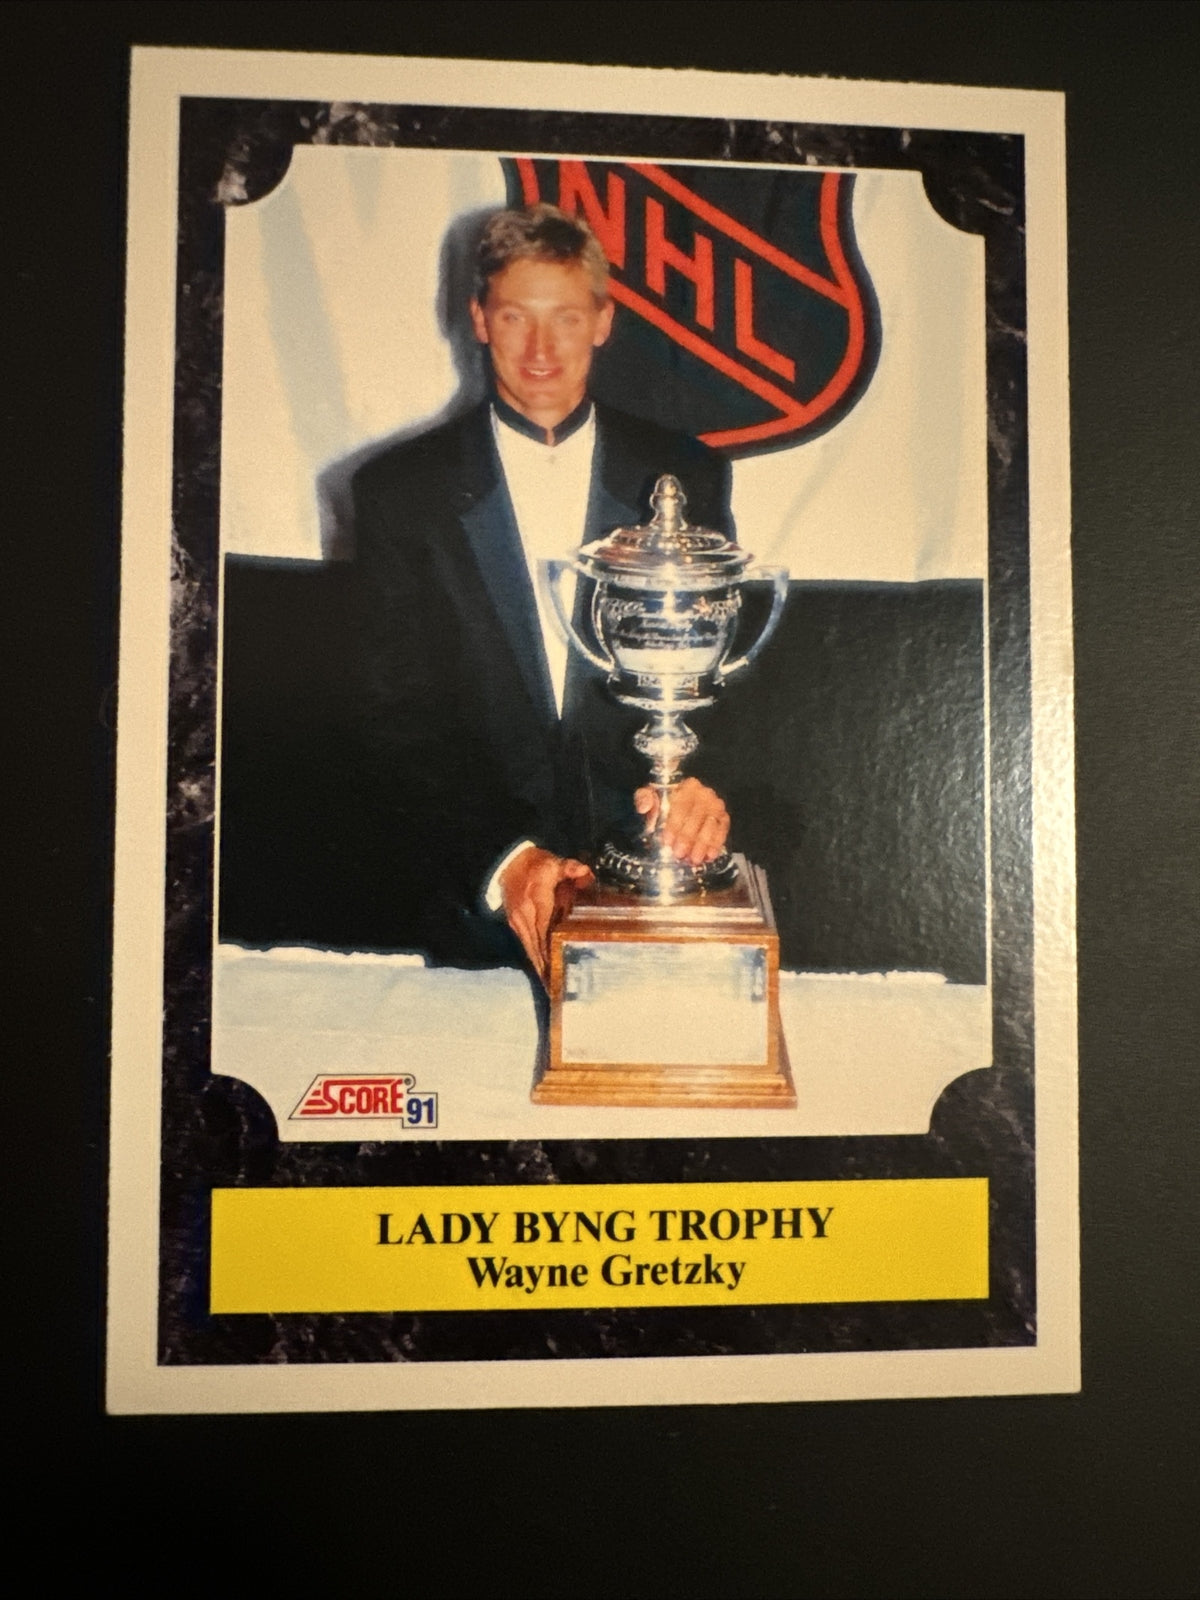 NHL
SCORE® 91
LADY BYNG TROPHY
Wayne Gretzky